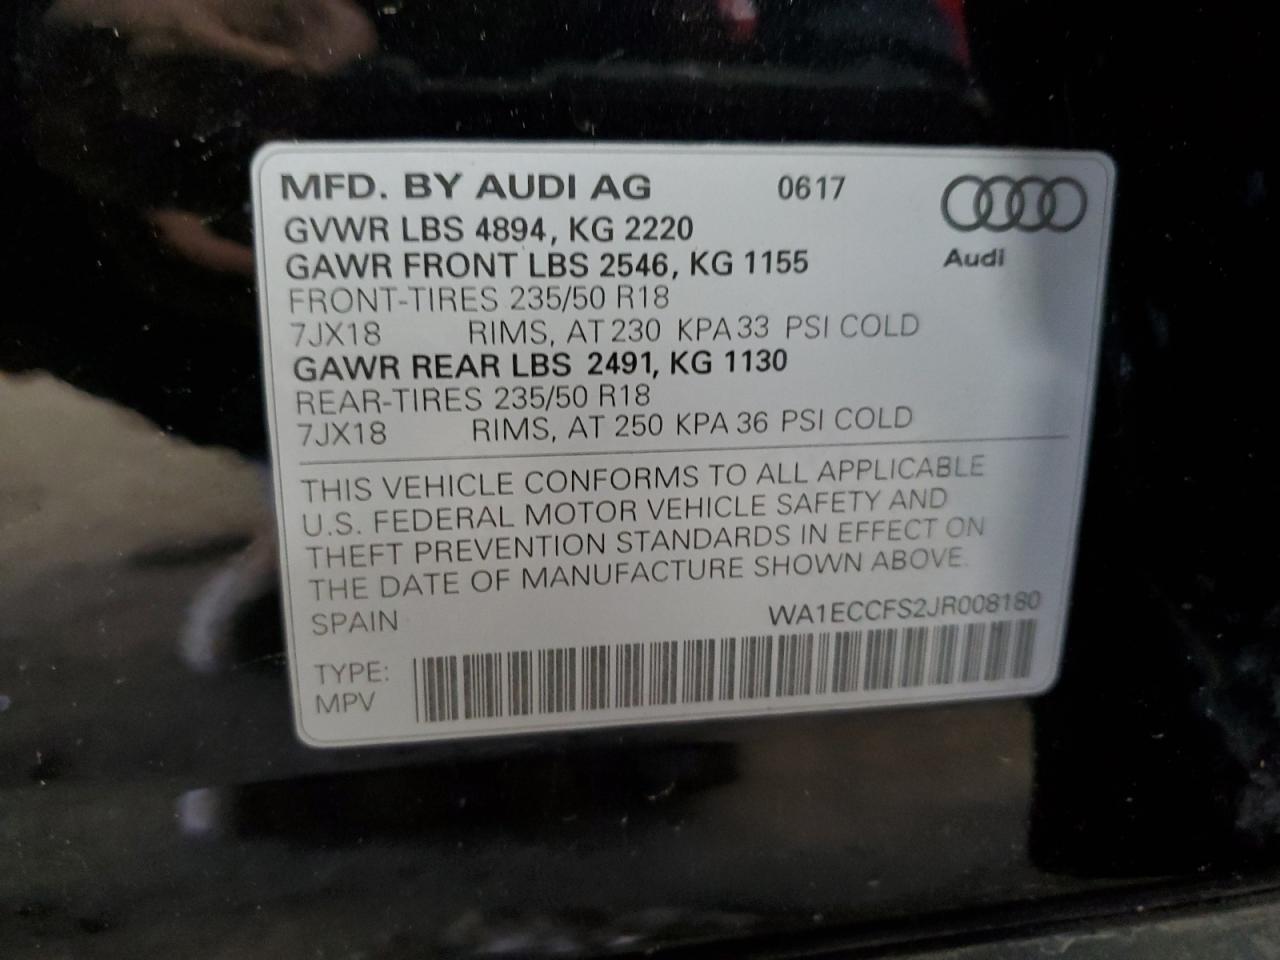 MFD. BY AUDI AG 0617
GVWR LBS 4894, KG 2220
GAWR FRONT LBS 2546, KG 1155
Audi
FRONT-TIRES 235/50 R18
7JX18 RIMS, AT 230 KPA 33 PSI COLD
GAWR REAR LBS 2491, KG 1130
REAR-TIRES 235/50 R18
7JX18 RIMS, AT 250 KPA 36 PSI COLD
THIS VEHICLE CONFORMS TO ALL APPLICABLE
U.S. FEDERAL MOTOR VEHICLE SAFETY AND
THEFT PREVENTION STANDARDS IN EFFECT ON
THE DATE OF MANUFACTURE SHOWN ABOVE.
SPAIN WA1ECCFS2JR008180
TYPE:
MPV